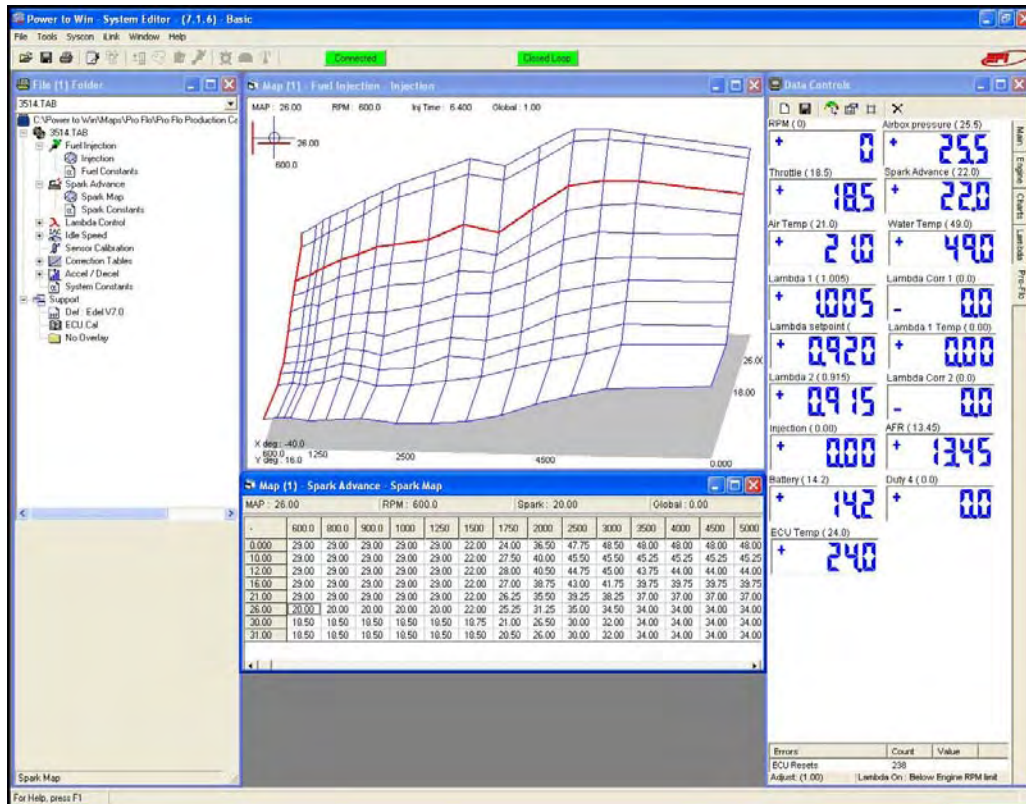 Power to Win - System Editor - (7.1.6) - Basic
File Tools Syscon Link Window Help
Connected Closed Loop EFI
File (1) Folder
3514.TAB
C:\Power to Win\Maps\Pro Flo\Pro Flo Production Ca
3514.TAB
Fuel Injection
Injection
Fuel Constants
Spark Advance
Spark Map
Spark Constants
Lambda Control
Idle Speed
Sensor Calibration
Correction Tables
Accel / Decel
System Constants
Support
Def : Edel V7.0
ECU.Cal
No Overlay
Spark Map
Map (1) - Fuel Injection - Injection
MAP : 26.00 RPM : 600.0 Inj Time : 6.400 Global : 1.00
26.00
600.0
26.00
18.00
X deg : -40.0
600.0 1250 2500 4500 0.000
Y deg : 16.0
Map (1) - Spark Advance - Spark Map
MAP : 26.00 RPM : 600.0 Spark : 20.00 Global : 0.00
- 600.0 800.0 900.0 1000 1250 1500 1750 2000 2500 3000 3500 4000 4500 5000
0.000 29.00 29.00 29.00 29.00 29.00 22.00 24.00 36.50 47.75 48.50 48.00 48.00 48.00 48.00
10.00 29.00 29.00 29.00 29.00 29.00 22.00 27.50 40.00 45.50 45.50 45.25 45.25 45.25 45.25
12.00 29.00 29.00 29.00 29.00 29.00 22.00 28.00 40.50 44.75 45.00 43.75 44.00 44.00 44.00
16.00 29.00 29.00 29.00 29.00 29.00 22.00 27.00 38.75 43.00 41.75 39.75 39.75 39.75 39.75
21.00 29.00 29.00 29.00 29.00 29.00 22.00 26.25 35.50 39.25 38.25 37.00 37.00 37.00 37.00
26.00 20.00 20.00 20.00 20.00 20.00 22.00 25.25 31.25 35.00 34.50 34.00 34.00 34.00 34.00
30.00 18.50 18.50 18.50 18.50 18.50 18.75 21.00 26.50 30.00 32.00 34.00 34.00 34.00 34.00
31.00 18.50 18.50 18.50 18.50 18.50 18.50 20.50 26.00 30.00 32.00 34.00 34.00 34.00 34.00
Data Controls
RPM ( 0) Airbox pressure ( 25.5)
+ 0 + 25.5
Throttle ( 18.5) Spark Advance ( 22.0)
+ 18.5 + 22.0
Air Temp ( 21.0) Water Temp ( 49.0)
+ 21.0 + 49.0
Lambda 1 ( 1.005) Lambda Corr 1 (0.0)
1.005 - 0.0
Lambda setpoint ( Lambda 1 Temp ( 0.00)
+ 0.920 + 0.00
Lambda 2 ( 0.915) Lambda Corr 2 (0.0)
+ 0.915 - 0.0
Injection ( 0.00) AFR ( 13.45)
+ 0.00 + 13.45
Battery ( 14.2) Duty 4 ( 0.0)
+ 14.2 + 0.0
ECU Temp ( 24.0)
+ 24.0
Main
Engine
Charts
Lambda
Pro-Flo
Errors Count Value
ECU Resets 238
Adjust: (1.00) Lambda On : Below Engine RPM limit
For Help, press F1